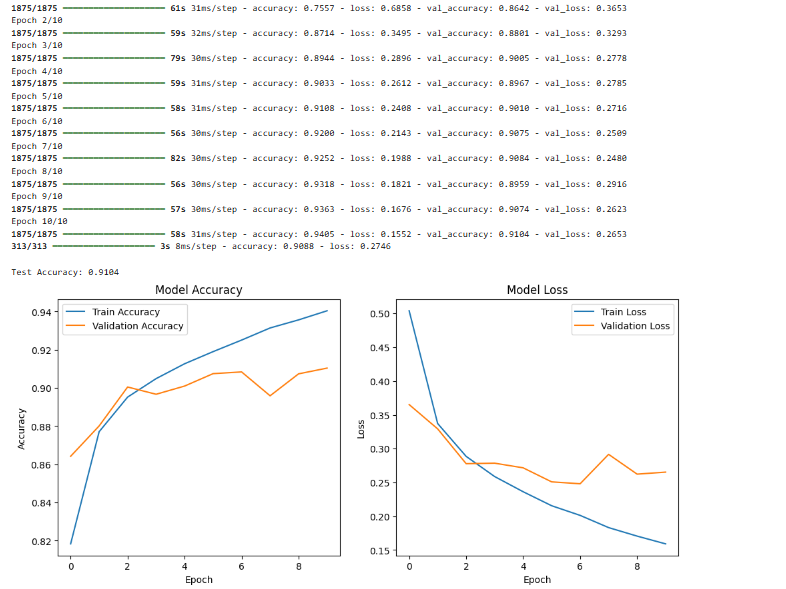 1875/1875 ━━━━━━━━━━━━━━━━━━━━ 61s 31ms/step - accuracy: 0.7557 - loss: 0.6858 - val_accuracy: 0.8642 - val_loss: 0.3653
Epoch 2/10
1875/1875 ━━━━━━━━━━━━━━━━━━━━ 59s 32ms/step - accuracy: 0.8714 - loss: 0.3495 - val_accuracy: 0.8801 - val_loss: 0.3293
Epoch 3/10
1875/1875 ━━━━━━━━━━━━━━━━━━━━ 79s 30ms/step - accuracy: 0.8944 - loss: 0.2896 - val_accuracy: 0.9005 - val_loss: 0.2778
Epoch 4/10
1875/1875 ━━━━━━━━━━━━━━━━━━━━ 59s 31ms/step - accuracy: 0.9033 - loss: 0.2612 - val_accuracy: 0.8967 - val_loss: 0.2785
Epoch 5/10
1875/1875 ━━━━━━━━━━━━━━━━━━━━ 58s 31ms/step - accuracy: 0.9108 - loss: 0.2408 - val_accuracy: 0.9010 - val_loss: 0.2716
Epoch 6/10
1875/1875 ━━━━━━━━━━━━━━━━━━━━ 56s 30ms/step - accuracy: 0.9200 - loss: 0.2143 - val_accuracy: 0.9075 - val_loss: 0.2509
Epoch 7/10
1875/1875 ━━━━━━━━━━━━━━━━━━━━ 82s 30ms/step - accuracy: 0.9252 - loss: 0.1988 - val_accuracy: 0.9084 - val_loss: 0.2480
Epoch 8/10
1875/1875 ━━━━━━━━━━━━━━━━━━━━ 56s 30ms/step - accuracy: 0.9318 - loss: 0.1821 - val_accuracy: 0.8959 - val_loss: 0.2916
Epoch 9/10
1875/1875 ━━━━━━━━━━━━━━━━━━━━ 57s 30ms/step - accuracy: 0.9363 - loss: 0.1676 - val_accuracy: 0.9074 - val_loss: 0.2623
Epoch 10/10
1875/1875 ━━━━━━━━━━━━━━━━━━━━ 58s 31ms/step - accuracy: 0.9405 - loss: 0.1552 - val_accuracy: 0.9104 - val_loss: 0.2653
313/313 ━━━━━━━━━━━━━━━━━━━━ 3s 8ms/step - accuracy: 0.9088 - loss: 0.2746
Test Accuracy: 0.9104
Model Accuracy
Train Accuracy
Validation Accuracy
0.94
0.92
0.90
0.88
0.86
0.84
0.82
Accuracy
0 2 4 6 8
Epoch
Model Loss
Train Loss
Validation Loss
0.50
0.45
0.40
0.35
0.30
0.25
0.20
0.15
Loss
0 2 4 6 8
Epoch